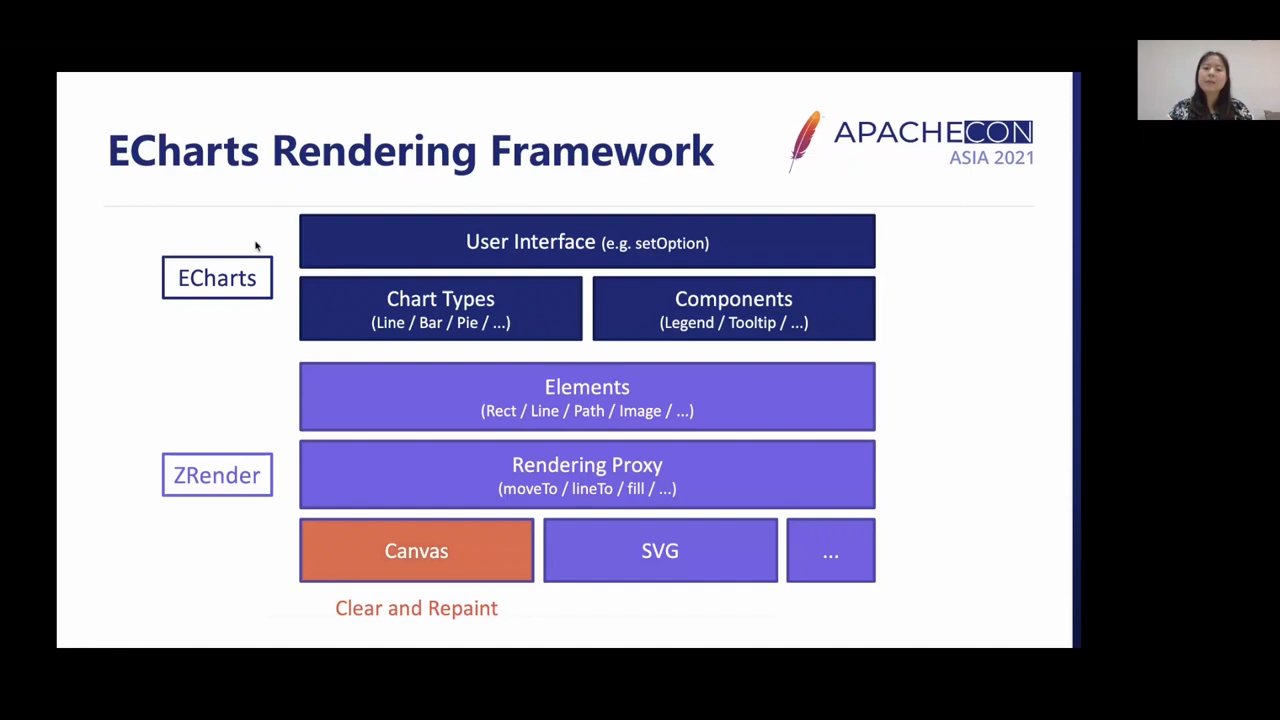 ECharts Rendering Framework
APACHECON
ASIA 2021
User Interface (e.g. setOption)
ECharts
Chart Types
(Line / Bar / Pie / ...)
Components
(Legend / Tooltip / ...)
Elements
(Rect / Line / Path / Image / ...)
ZRender
Rendering Proxy
(moveTo / lineTo / fill / ...)
Canvas
SVG
...
Clear and Repaint